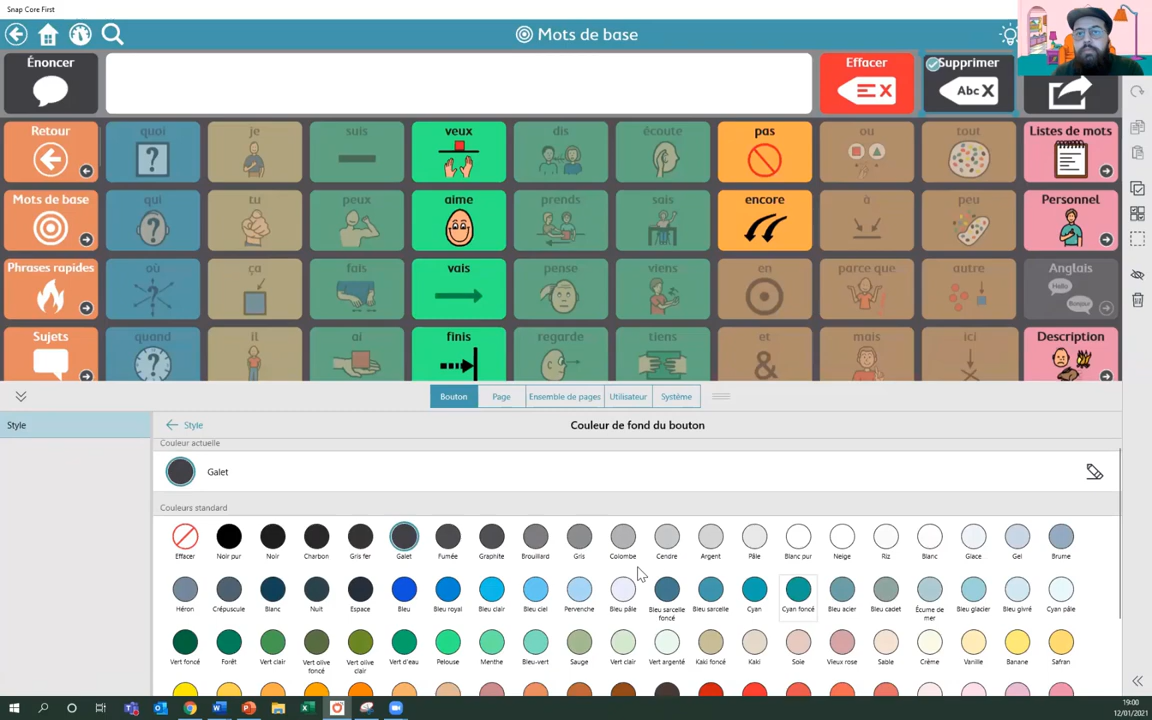 Snap Core First
Mots de base
Énoncer
Effacer
Supprimer
Abc X
Retour
quoi
je
suis
veux
dis
écoute
pas
ou
tout
Listes de mots
Mots de base
qui
tu
peux
aime
prends
sais
encore
à
peu
Personnel
Phrases rapides
où
ça
fais
vais
pense
viens
en
parce que
autre
Anglais
Hello
Bonjour
Sujets
quand
il
ai
finis
regarde
tiens
et
mais
ici
Description
Bouton
Page
Ensemble de pages
Utilisateur
Système
Style
Style
Couleur de fond du bouton
Couleur actuelle
Galet
Couleurs standard
Effacer
Noir pur
Noir
Charbon
Gris fer
Galet
Fumée
Graphite
Brouillard
Gris
Colombe
Cendre
Argent
Pâle
Blanc pur
Neige
Riz
Blanc
Glace
Gel
Brume
Héron
Crépuscule
Blanc
Nuit
Espace
Bleu
Bleu royal
Bleu clair
Bleu ciel
Pervenche
Bleu pâle
Bleu sarcelle
foncé
Bleu sarcelle
Cyan
Cyan foncé
Bleu acier
Bleu cadet
Écume de
mer
Bleu glacier
Bleu givré
Cyan pâle
Vert foncé
Forêt
Vert clair
Vert olive
foncé
Vert olive
clair
Vert d'eau
Pelouse
Menthe
Bleu-vert
Sauge
Vert clair
Vert argenté
Kaki foncé
Kaki
Soie
Vieux rose
Sable
Crème
Vanille
Banane
Safran
19:00
12/01/2021